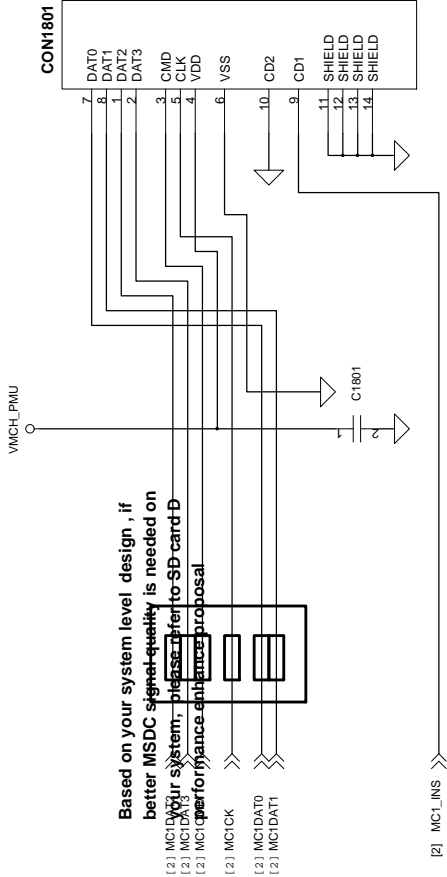 CON1801
DAT0
DAT1
DAT2
DAT3
CMD
CLK
VDD
VSS
CD2
CD1
SHIELD
SHIELD
SHIELD
SHIELD
7
8
1
2
3
5
4
6
10
9
11
12
13
14
VMCH_PMU
C1801
1
2
Based on your system level design , if
better MSDC signal quality is needed on
your system, please refer to SD card D
performance enhance proposal
[2] MC1DAT2
[2] MC1DAT3
[2]
[2] MC1CK
[2] MC1DAT0
[2] MC1DAT1
[2] MC1_INS